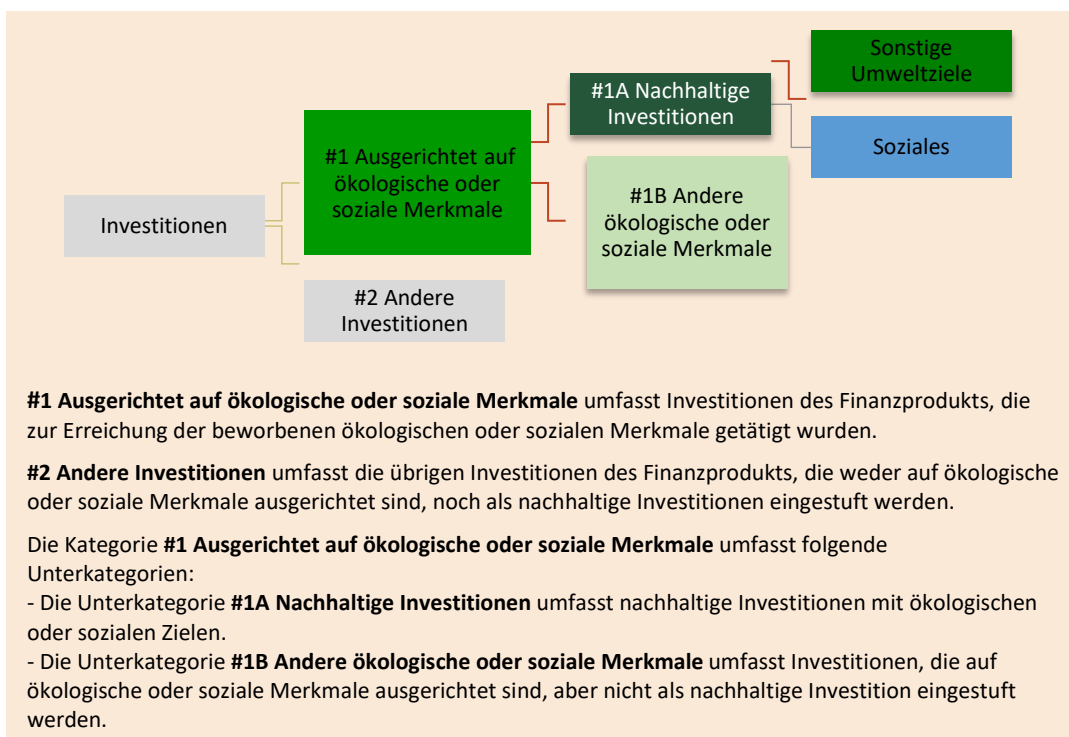 Sonstige
Umweltziele
#1A Nachhaltige
Investitionen
#1 Ausgerichtet auf
ökologische oder
soziale Merkmale
Soziales
#1B Andere
ökologische oder
soziale Merkmale
Investitionen
#2 Andere
Investitionen
#1 Ausgerichtet auf ökologische oder soziale Merkmale umfasst Investitionen des Finanzprodukts, die
zur Erreichung der beworbenen ökologischen oder sozialen Merkmale getätigt wurden.
#2 Andere Investitionen umfasst die übrigen Investitionen des Finanzprodukts, die weder auf ökologische
oder soziale Merkmale ausgerichtet sind, noch als nachhaltige Investitionen eingestuft werden.
Die Kategorie #1 Ausgerichtet auf ökologische oder soziale Merkmale umfasst folgende
Unterkategorien:
- Die Unterkategorie #1A Nachhaltige Investitionen umfasst nachhaltige Investitionen mit ökologischen
oder sozialen Zielen.
- Die Unterkategorie #1B Andere ökologische oder soziale Merkmale umfasst Investitionen, die auf
ökologische oder soziale Merkmale ausgerichtet sind, aber nicht als nachhaltige Investition eingestuft
werden.